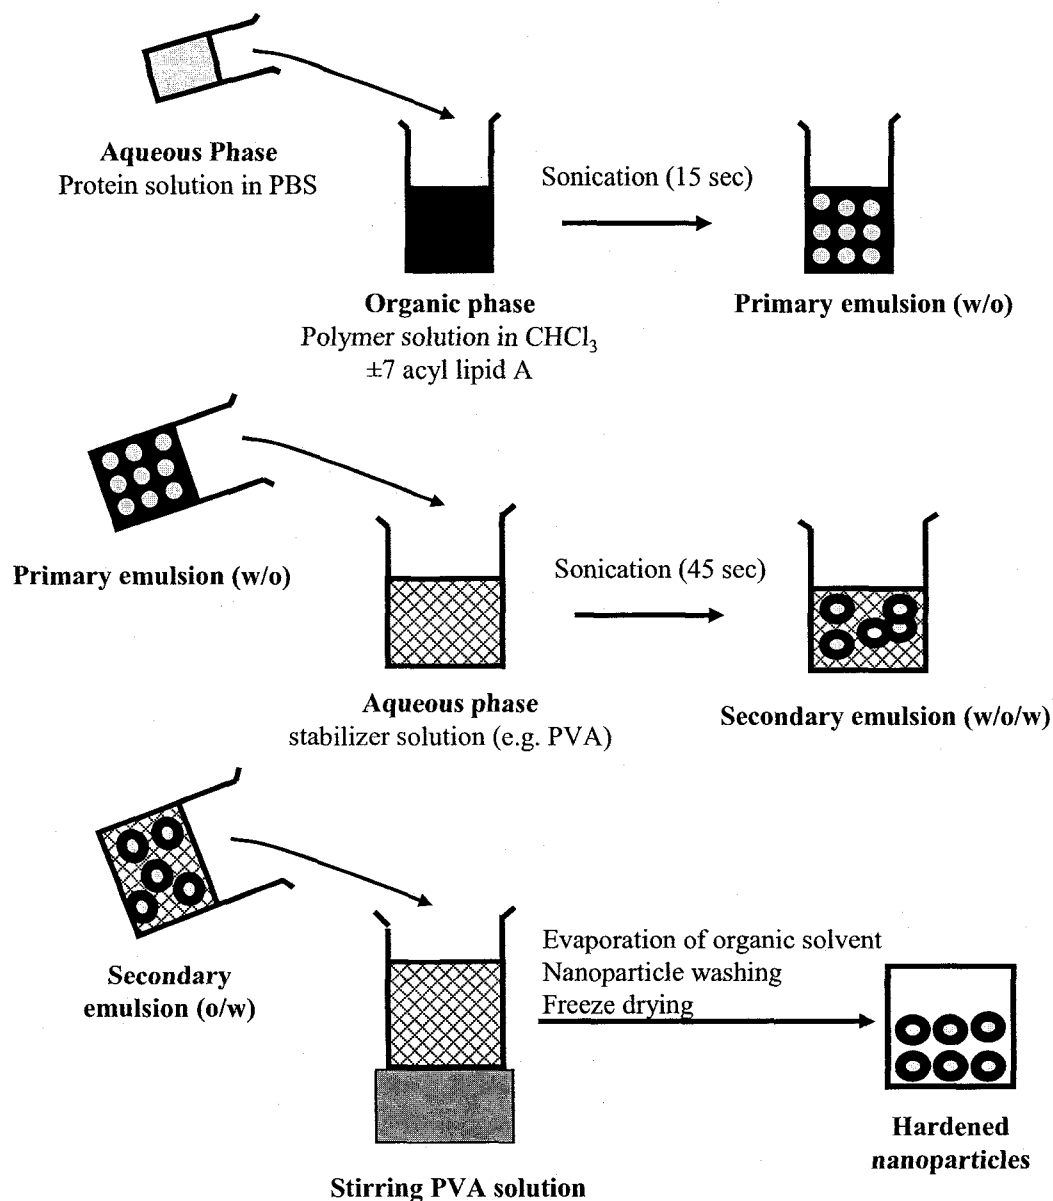 Aqueous Phase
Protein solution in PBS
Sonication (15 sec)
Organic phase
Polymer solution in CHCl₃
±7 acyl lipid A
Primary emulsion (w/o)
Primary emulsion (w/o)
Sonication (45 sec)
Aqueous phase
stabilizer solution (e.g. PVA)
Secondary emulsion (w/o/w)
Secondary
emulsion (o/w)
Evaporation of organic solvent
Nanoparticle washing
Freeze drying
Stirring PVA solution
Hardened
nanoparticles